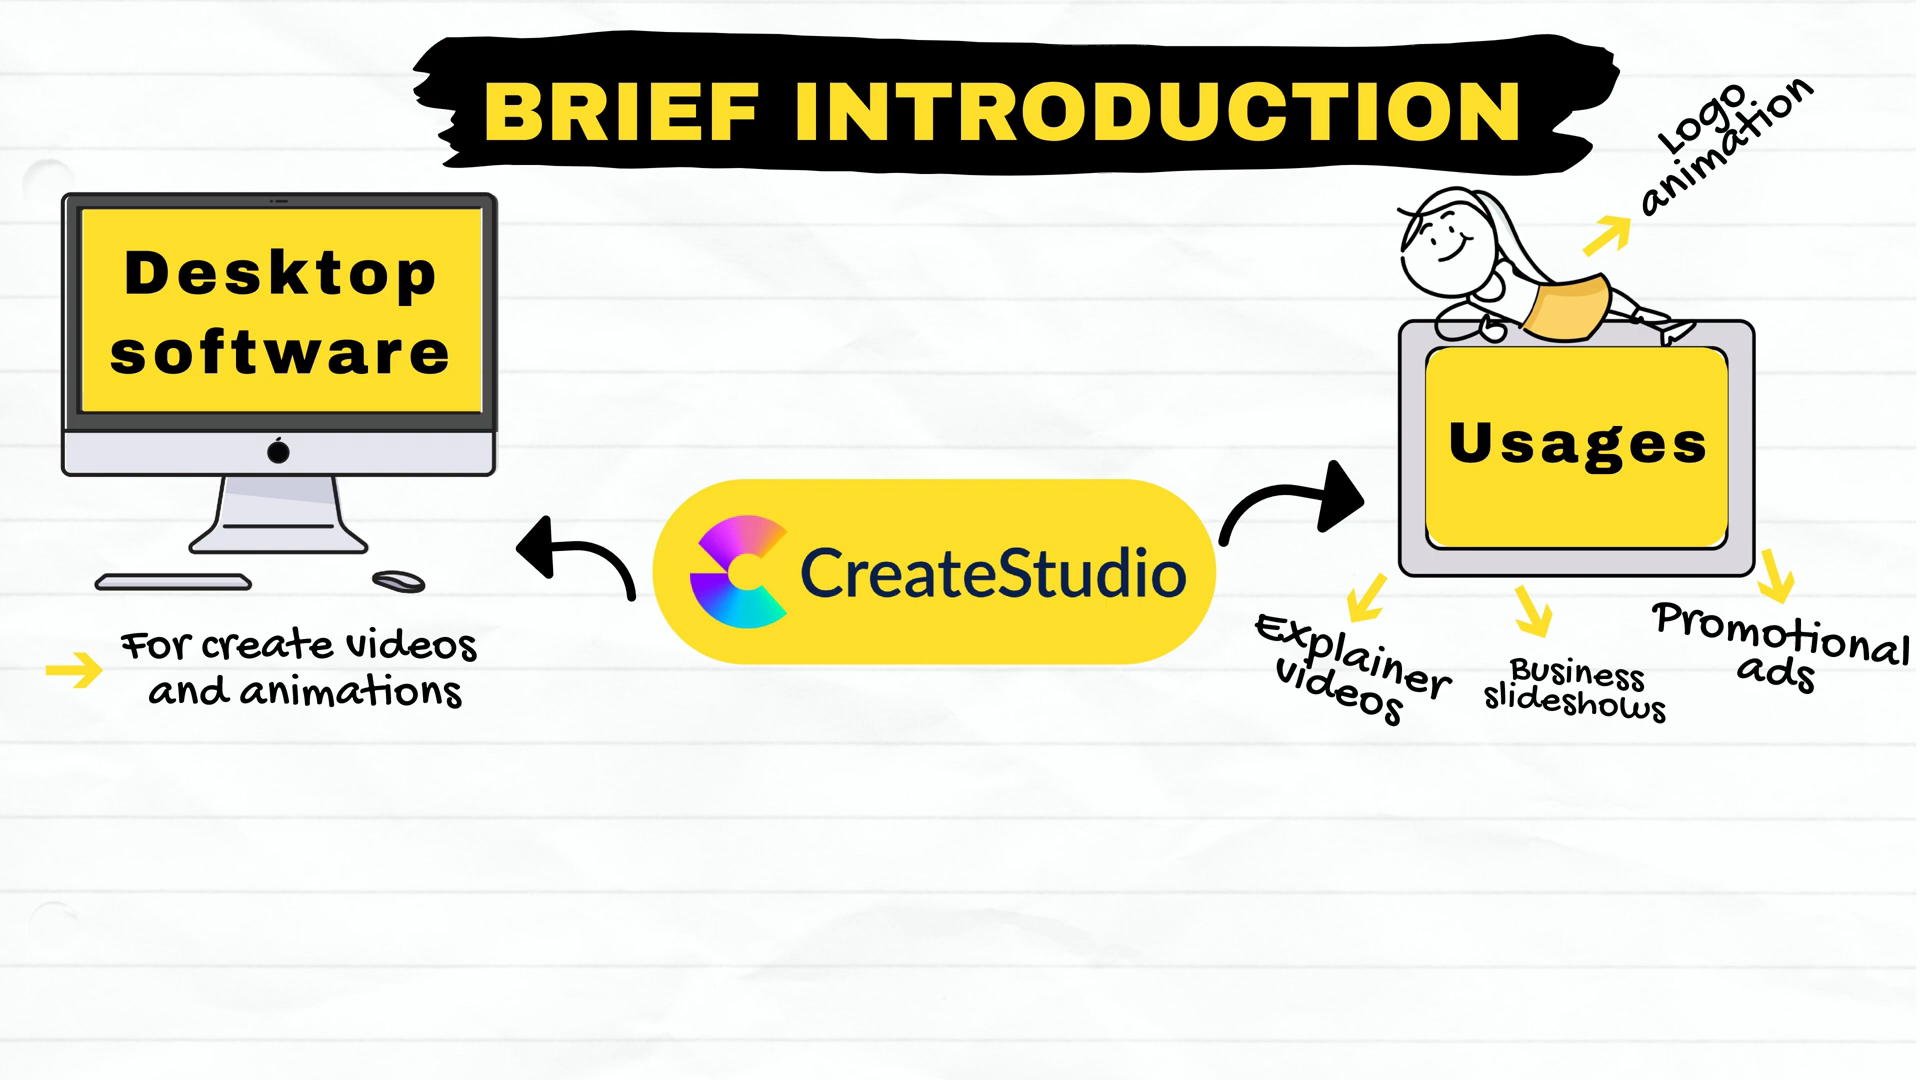 BRIEF INTRODUCTION
Logo
animation
Desktop
software
Usages
CreateStudio
For create videos
and animations
Explainer
videos
Business
slideshows
Promotional
ads